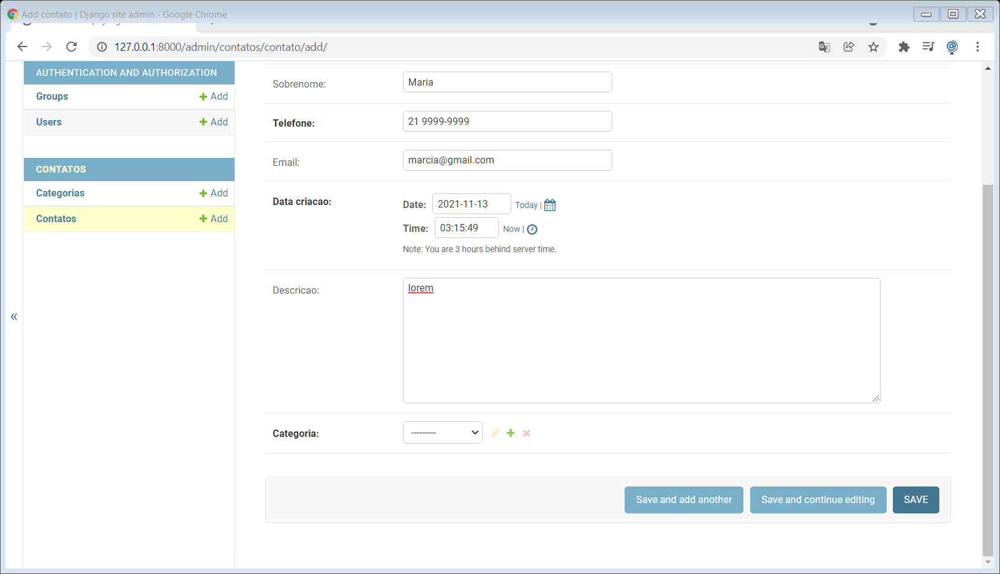 Add contato | Django site admin - Google Chrome
127.0.0.1:8000/admin/contatos/contato/add/
AUTHENTICATION AND AUTHORIZATION
Groups + Add
Users + Add
CONTATOS
Categorias + Add
Contatos + Add
«
Sobrenome: Maria
Telefone: 21 9999-9999
Email: marcia@gmail.com
Data criacao: Date: 2021-11-13 Today |
Time: 03:15:49 Now |
Note: You are 3 hours behind server time.
Descricao: lorem
Categoria: ---------
Save and add another Save and continue editing SAVE